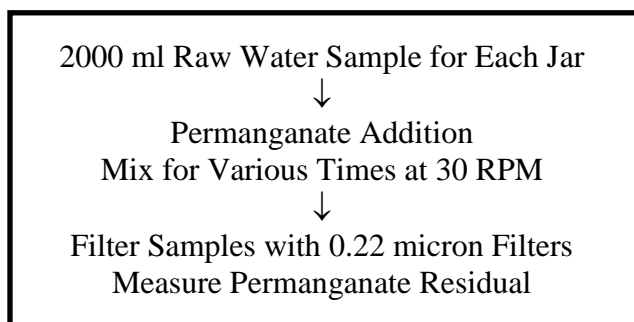 2000 ml Raw Water Sample for Each Jar
↓
Permanganate Addition
Mix for Various Times at 30 RPM
↓
Filter Samples with 0.22 micron Filters
Measure Permanganate Residual